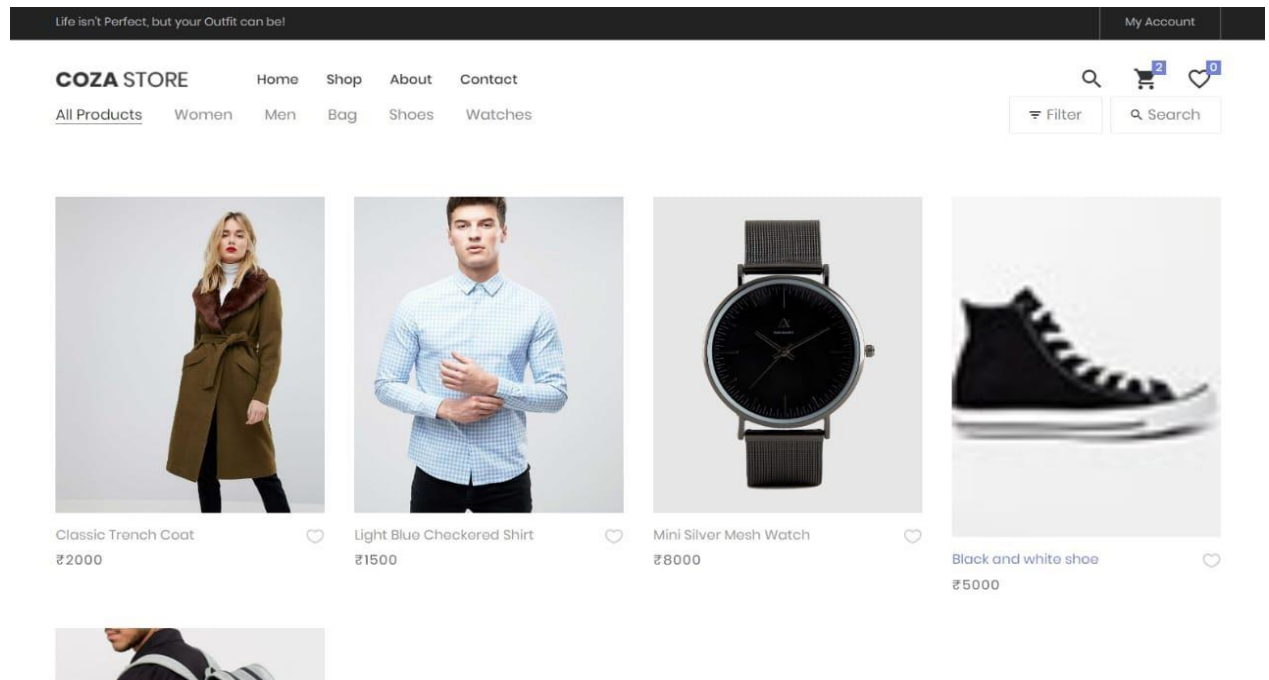 Life isn't Perfect, but your Outfit can be!
My Account
COZA STORE
Home Shop About Contact
2
0
All Products Women Men Bag Shoes Watches
Filter
Search
Classic Trench Coat
₹2000
Light Blue Checkered Shirt
₹1500
Mini Silver Mesh Watch
₹8000
Black and white shoe
₹5000